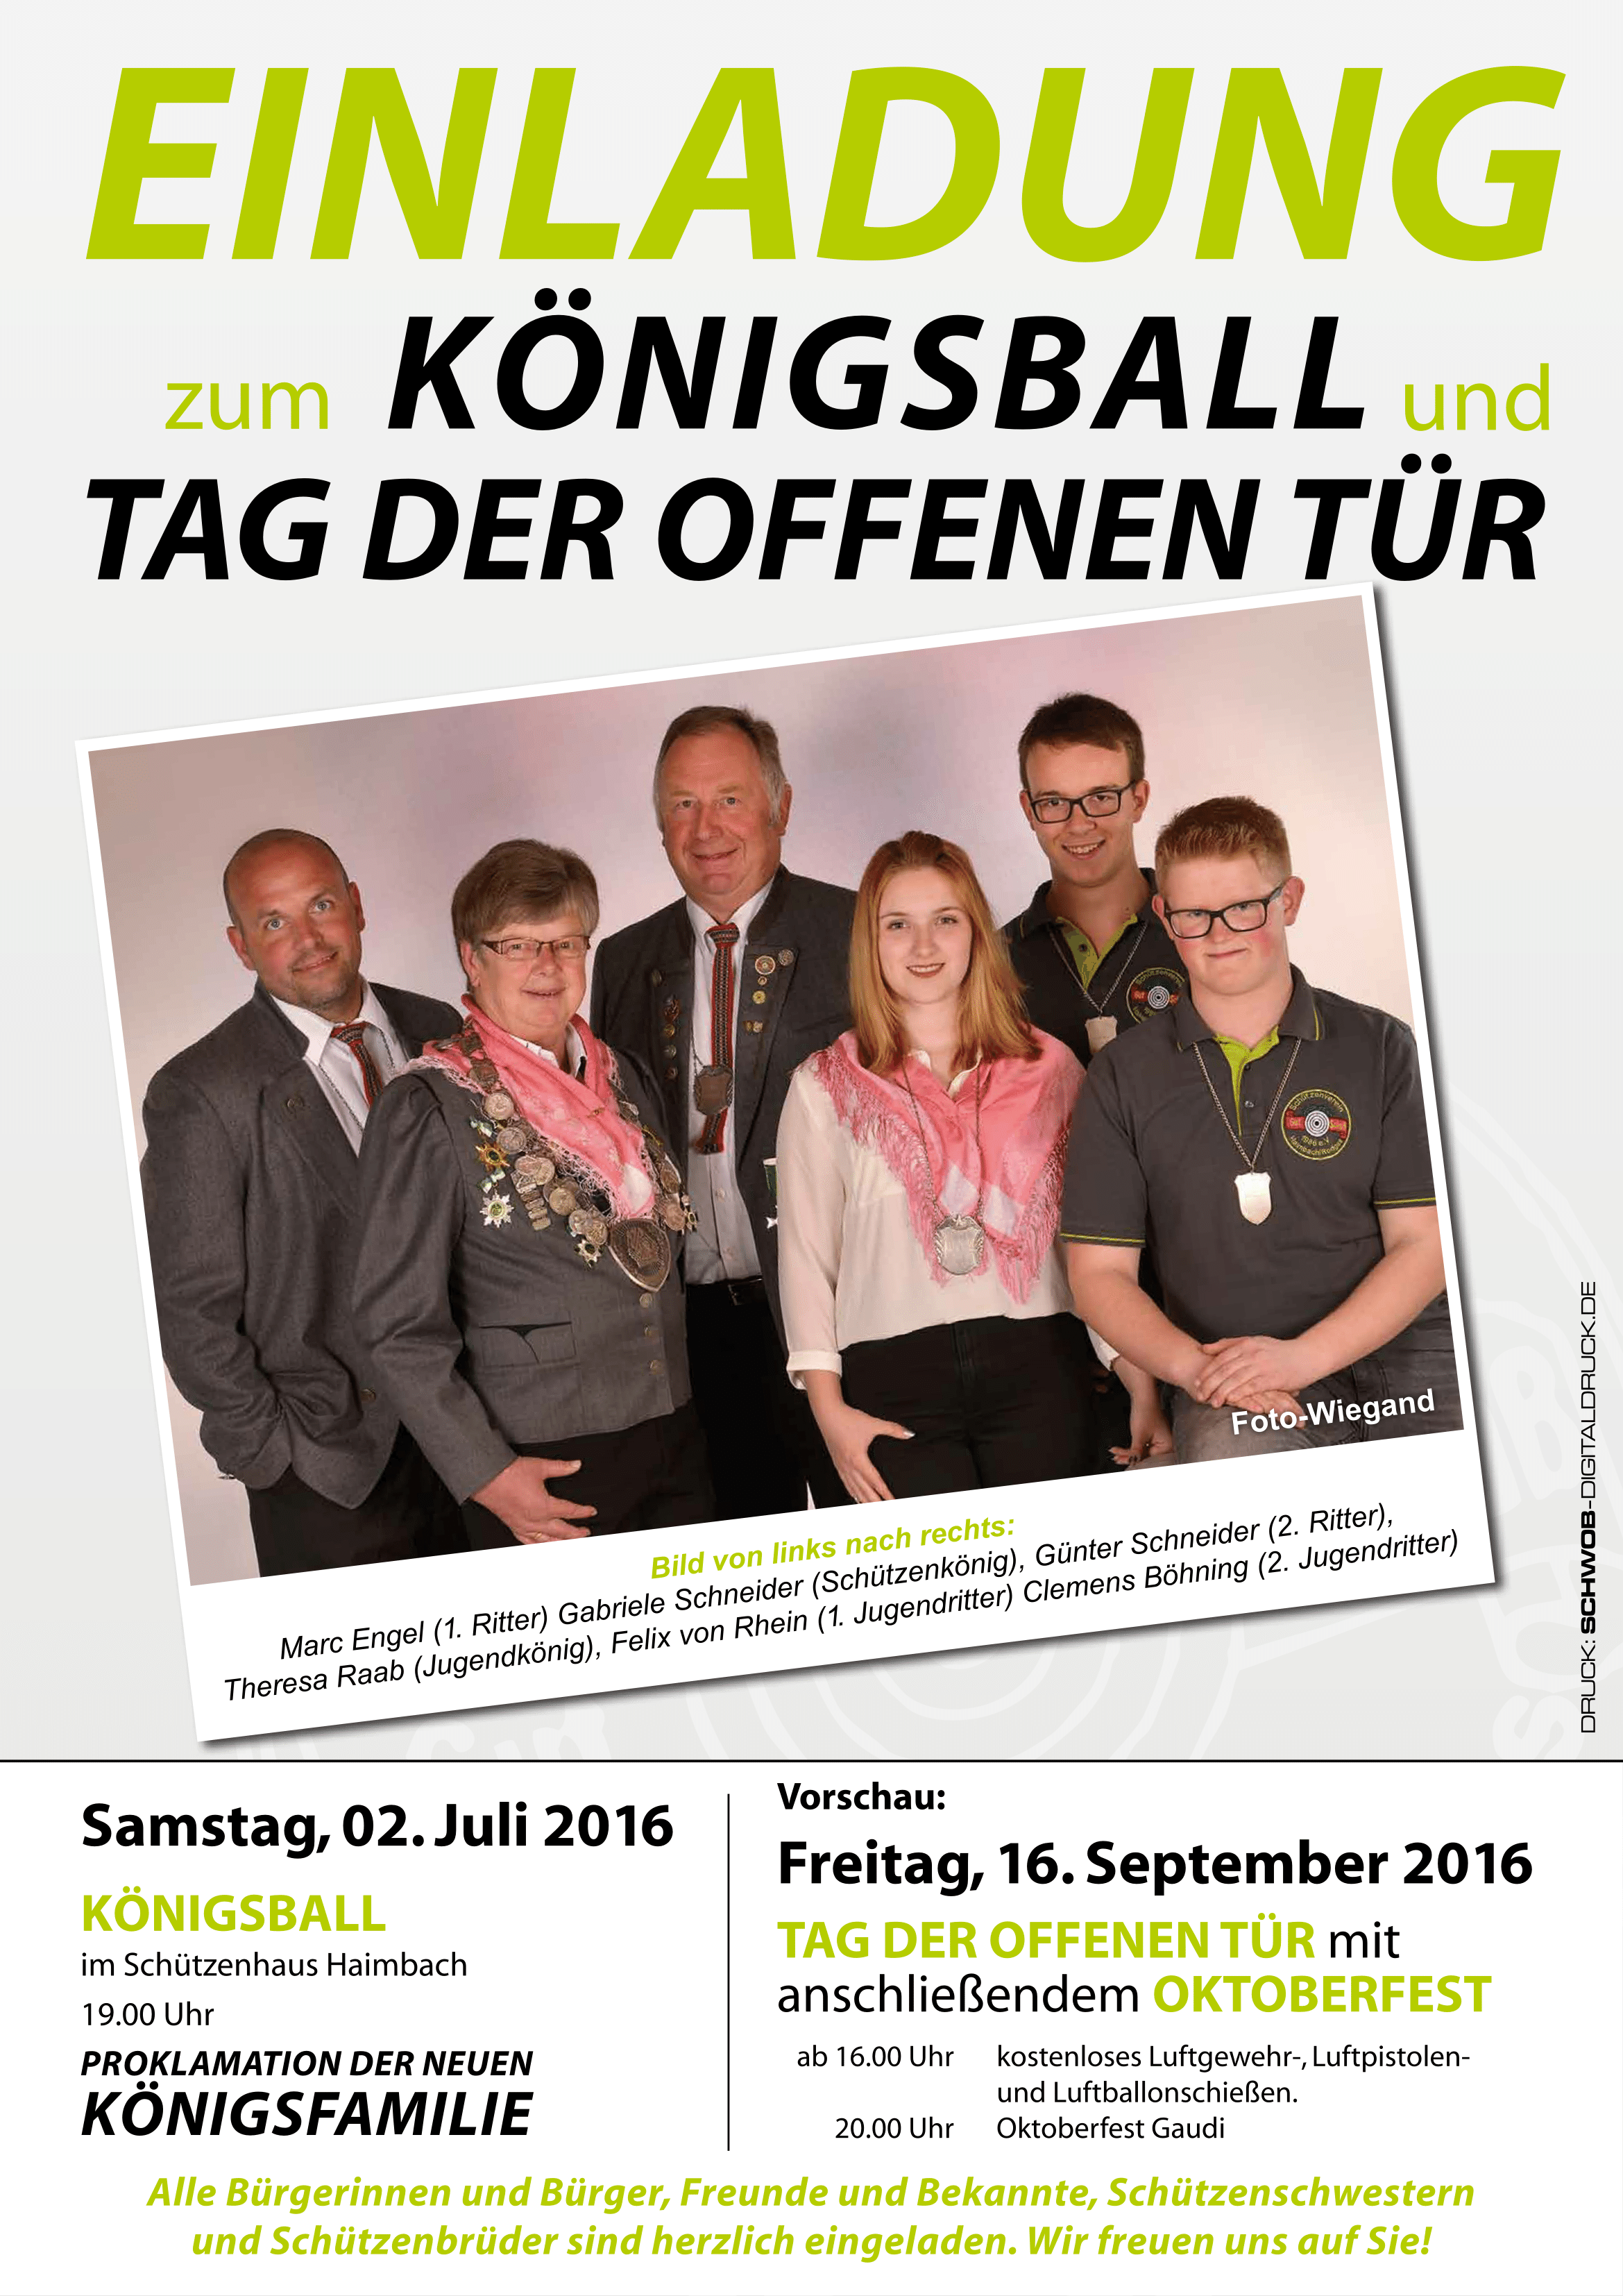 EINLADUNG
zum KÖNIGSBALL und
TAG DER OFFENEN TÜR
Schützenverein
Gut Schuß
1986 e.V.
Foto-Wiegand
Bild von links nach rechts:
Marc Engel (1. Ritter) Gabriele Schneider (Schützenkönig), Günter Schneider (2. Ritter),
Theresa Raab (Jugendkönig), Felix von Rhein (1. Jugendritter) Clemens Böhning (2. Jugendritter)
DRUCK: SCHWOB-DIGITALDRUCK.DE
Samstag, 02. Juli 2016
KÖNIGSBALL
im Schützenhaus Haimbach
19.00 Uhr
PROKLAMATION DER NEUEN
KÖNIGSFAMILIE
Vorschau:
Freitag, 16. September 2016
TAG DER OFFENEN TÜR mit
anschließendem OKTOBERFEST
ab 16.00 Uhr kostenloses Luftgewehr-, Luftpistolen-
und Luftballonschießen.
20.00 Uhr Oktoberfest Gaudi
Alle Bürgerinnen und Bürger, Freunde und Bekannte, Schützenschwestern
und Schützenbrüder sind herzlich eingeladen. Wir freuen uns auf Sie!